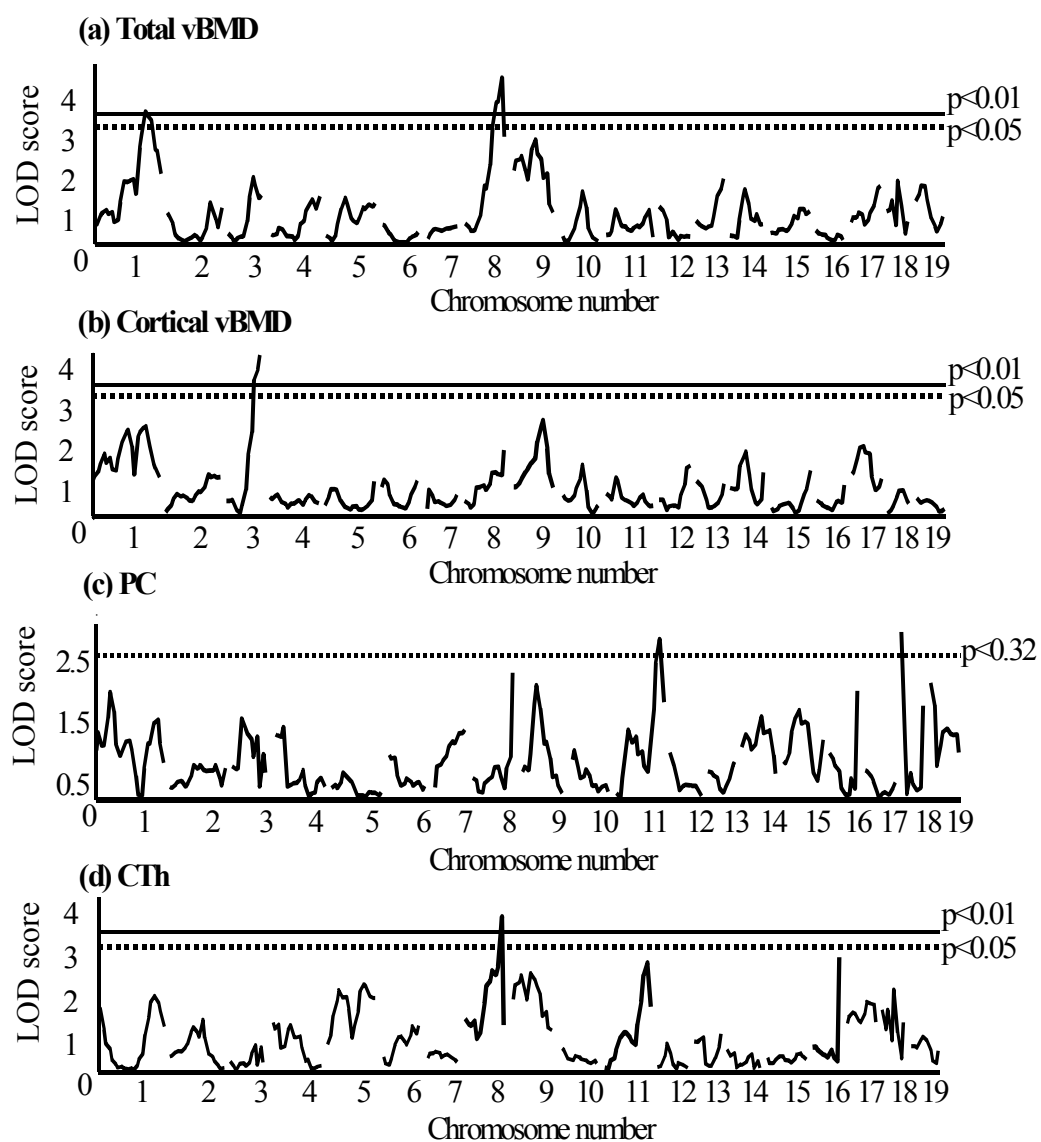 (a) Total vBMD
LOD score
4
3
2
1
0
p<0.01
p<0.05
1 2 3 4 5 6 7 8 9 10 11 12 13 14 15 16 17 18 19
Chromosome number
(b) Cortical vBMD
LOD score
4
3
2
1
0
p<0.01
p<0.05
1 2 3 4 5 6 7 8 9 10 11 12 13 14 15 16 17 18 19
Chromosome number
(c) PC
LOD score
2.5
1.5
0.5
0
p<0.32
1 2 3 4 5 6 7 8 9 10 11 12 13 14 15 16 17 18 19
Chromosome number
(d) CTh
LOD score
4
3
2
1
0
p<0.01
p<0.05
1 2 3 4 5 6 7 8 9 10 11 12 13 14 15 16 17 18 19
Chromosome number